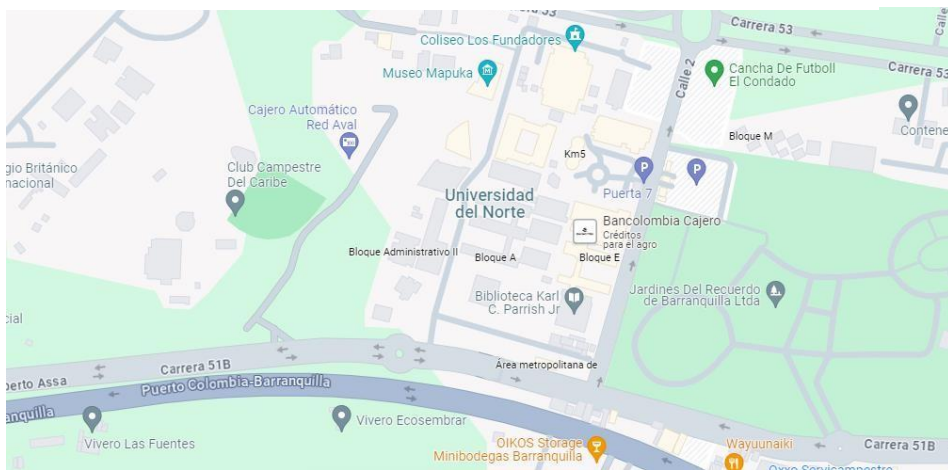 Carrera 53
Calle
Coliseo Los Fundadores
Carrera 53
Museo Mapuka
Calle 2
Carrera 53
Cancha De Futboll
El Condado
Cajero Automático
Red Aval
Contene
Bloque M
Km5
gio Británico
nacional
Club Campestre
Del Caribe
P
P
Puerta 7
Universidad
del Norte
Bancolombia Cajero
Créditos
para el agro
Bloque Administrativo II
Bloque A
Bloque E
Jardines Del Recuerdo
de Barranquilla Ltda
Biblioteca Karl
C. Parrish Jr
cial
Área metropolitana de
Carrera 51B
berto Assa
Puerto Colombia-Barranquilla
anquilla
Vivero Ecosembrar
Vivero Las Fuentes
OIKOS Storage
Minibodegas Barranquilla
Wayuunaiki
Carrera 51B
Oxxo Servicampestre